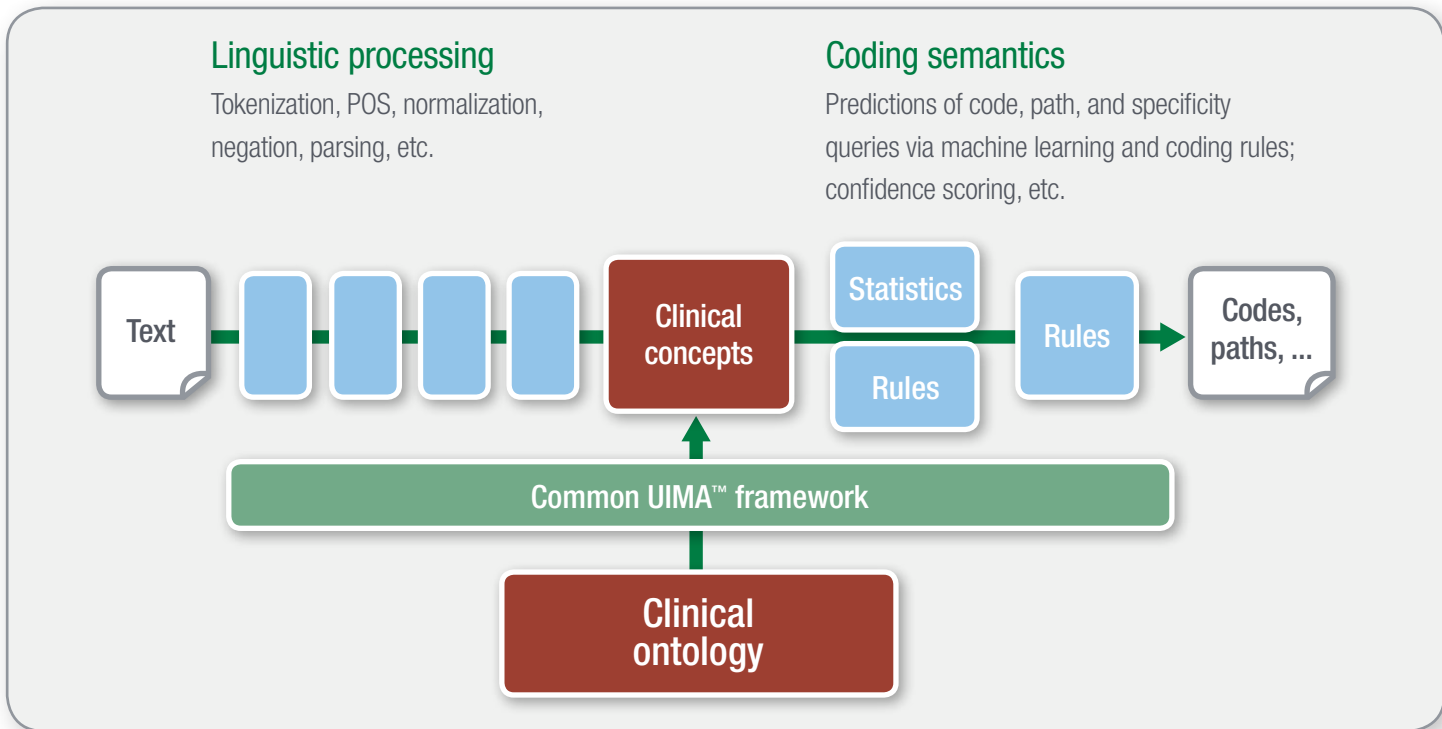 Linguistic processing
Tokenization, POS, normalization,
negation, parsing, etc.
Coding semantics
Predictions of code, path, and specificity
queries via machine learning and coding rules;
confidence scoring, etc.
Text
Clinical
concepts
Statistics
Rules
Rules
Codes,
paths, ...
Common UIMA™ framework
Clinical
ontology